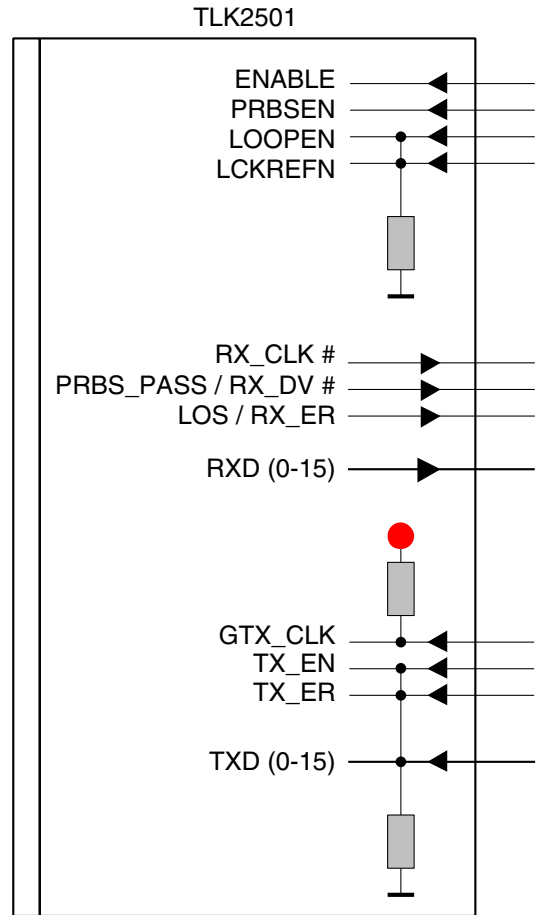 TLK2501
ENABLE
PRBSEN
LOOPEN
LCKREFN
RX_CLK #
PRBS_PASS / RX_DV #
LOS / RX_ER
RXD (0-15)
GTX_CLK
TX_EN
TX_ER
TXD (0-15)